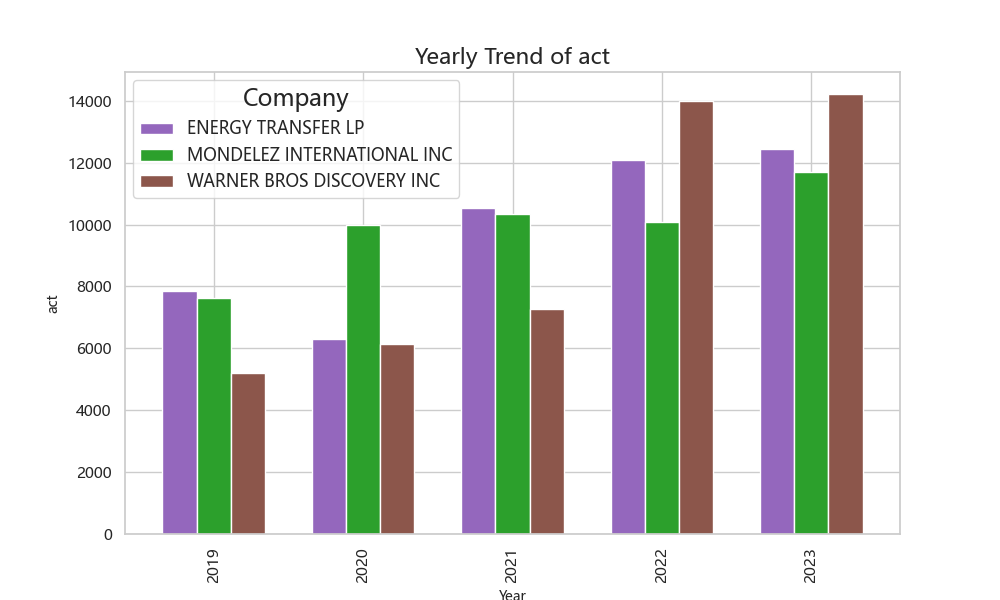 Yearly Trend of act
Company
ENERGY TRANSFER LP
MONDELEZ INTERNATIONAL INC
WARNER BROS DISCOVERY INC
14000
12000
10000
8000
6000
4000
2000
0
act
2019
2020
2021
2022
2023
Year